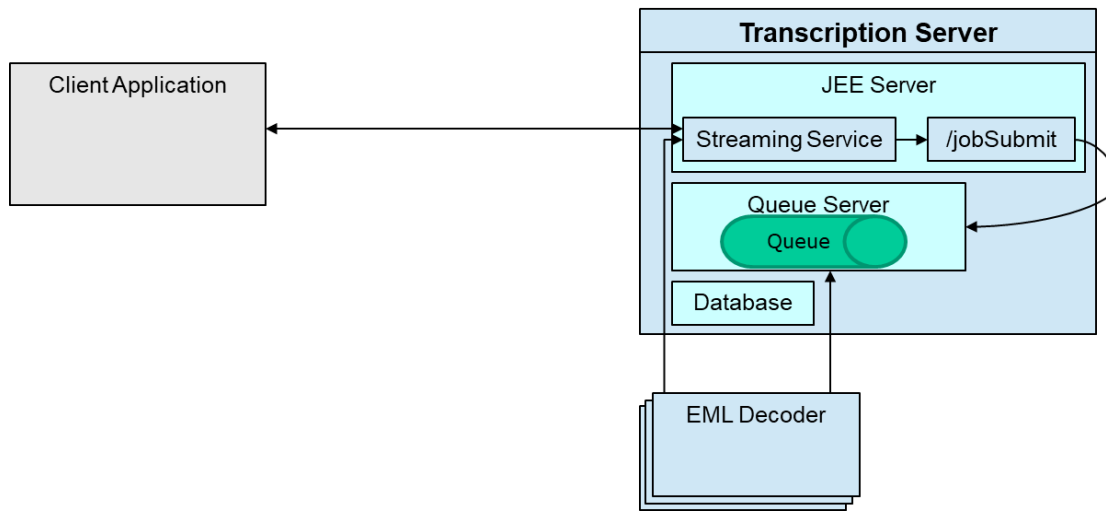 Transcription Server
Client Application
JEE Server
Streaming Service
/jobSubmit
Queue Server
Queue
Database
EML Decoder